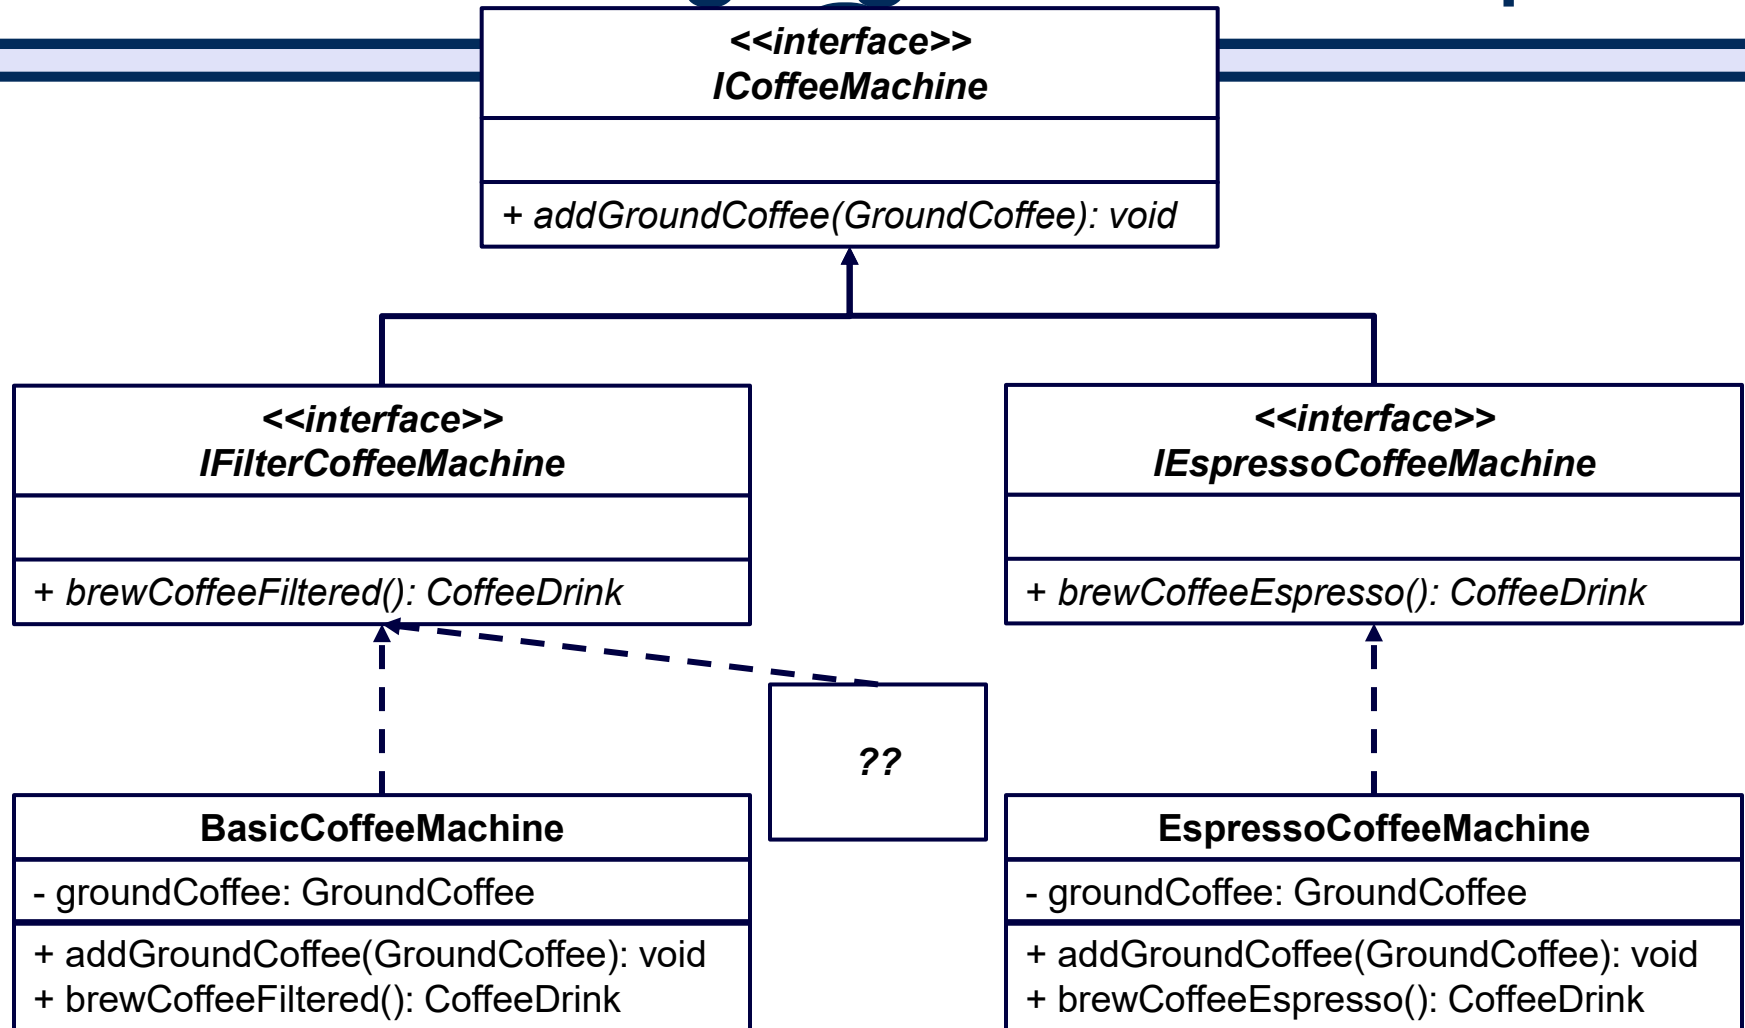 <<interface>>
ICoffeeMachine
+ addGroundCoffee(GroundCoffee): void
<<interface>>
IFilterCoffeeMachine
+ brewCoffeeFiltered(): CoffeeDrink
<<interface>>
IEspressoCoffeeMachine
+ brewCoffeeEspresso(): CoffeeDrink
??
BasicCoffeeMachine
- groundCoffee: GroundCoffee
+ addGroundCoffee(GroundCoffee): void
+ brewCoffeeFiltered(): CoffeeDrink
EspressoCoffeeMachine
- groundCoffee: GroundCoffee
+ addGroundCoffee(GroundCoffee): void
+ brewCoffeeEspresso(): CoffeeDrink